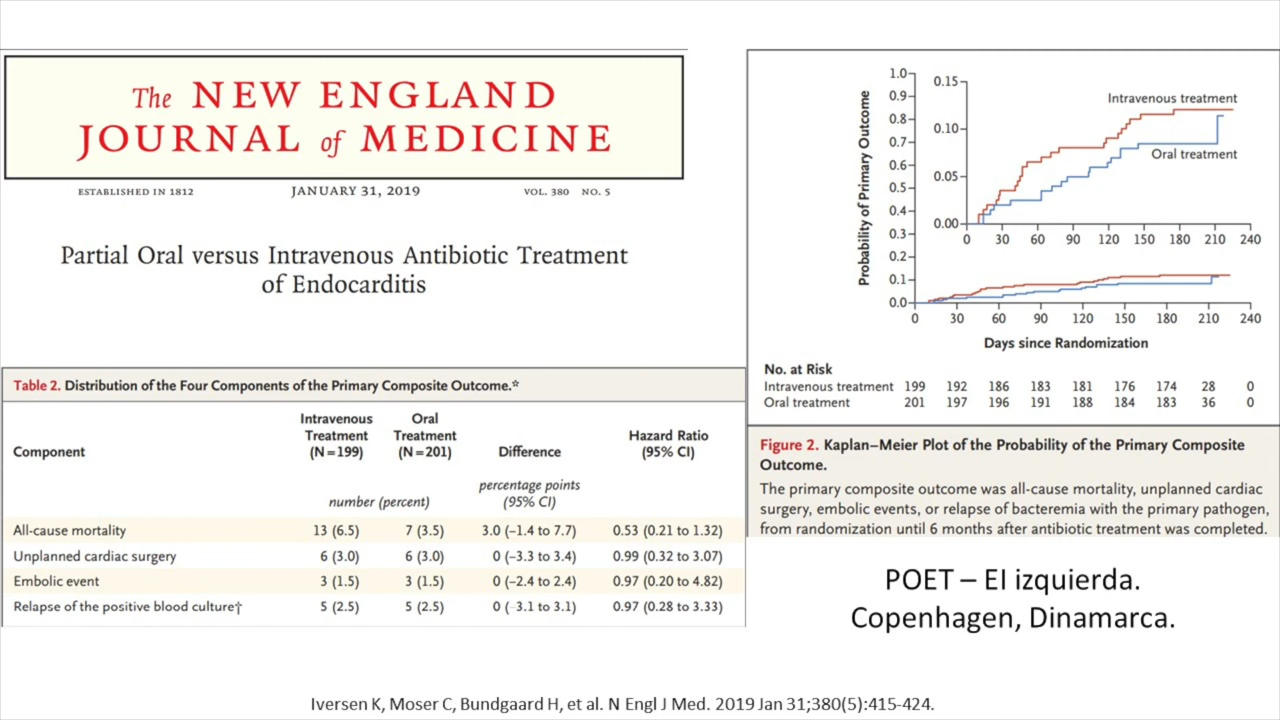 The NEW ENGLAND
JOURNAL of MEDICINE
ESTABLISHED IN 1812 JANUARY 31, 2019 VOL. 380 NO. 5
Partial Oral versus Intravenous Antibiotic Treatment
of Endocarditis
Table 2. Distribution of the Four Components of the Primary Composite Outcome.*
Component Intravenous Treatment (N=199) Oral Treatment (N=201) Difference Hazard Ratio (95% CI)
number (percent) percentage points (95% CI)
All-cause mortality 13 (6.5) 7 (3.5) 3.0 (–1.4 to 7.7) 0.53 (0.21 to 1.32)
Unplanned cardiac surgery 6 (3.0) 6 (3.0) 0 (–3.3 to 3.4) 0.99 (0.32 to 3.07)
Embolic event 3 (1.5) 3 (1.5) 0 (–2.4 to 2.4) 0.97 (0.20 to 4.82)
Relapse of the positive blood culture† 5 (2.5) 5 (2.5) 0 (–3.1 to 3.1) 0.97 (0.28 to 3.33)
Probability of Primary Outcome
1.0
0.9
0.8
0.7
0.6
0.5
0.4
0.3
0.2
0.1
0.0
0.15
0.10
0.05
0.00
Intravenous treatment
Oral treatment
0 30 60 90 120 150 180 210 240
0 30 60 90 120 150 180 210 240
Days since Randomization
No. at Risk
Intravenous treatment 199 192 186 183 181 176 174 28 0
Oral treatment 201 197 196 191 188 184 183 36 0
Figure 2. Kaplan–Meier Plot of the Probability of the Primary Composite
Outcome.
The primary composite outcome was all-cause mortality, unplanned cardiac
surgery, embolic events, or relapse of bacteremia with the primary pathogen,
from randomization until 6 months after antibiotic treatment was completed.
POET – EI izquierda.
Copenhagen, Dinamarca.
Iversen K, Moser C, Bundgaard H, et al. N Engl J Med. 2019 Jan 31;380(5):415-424.